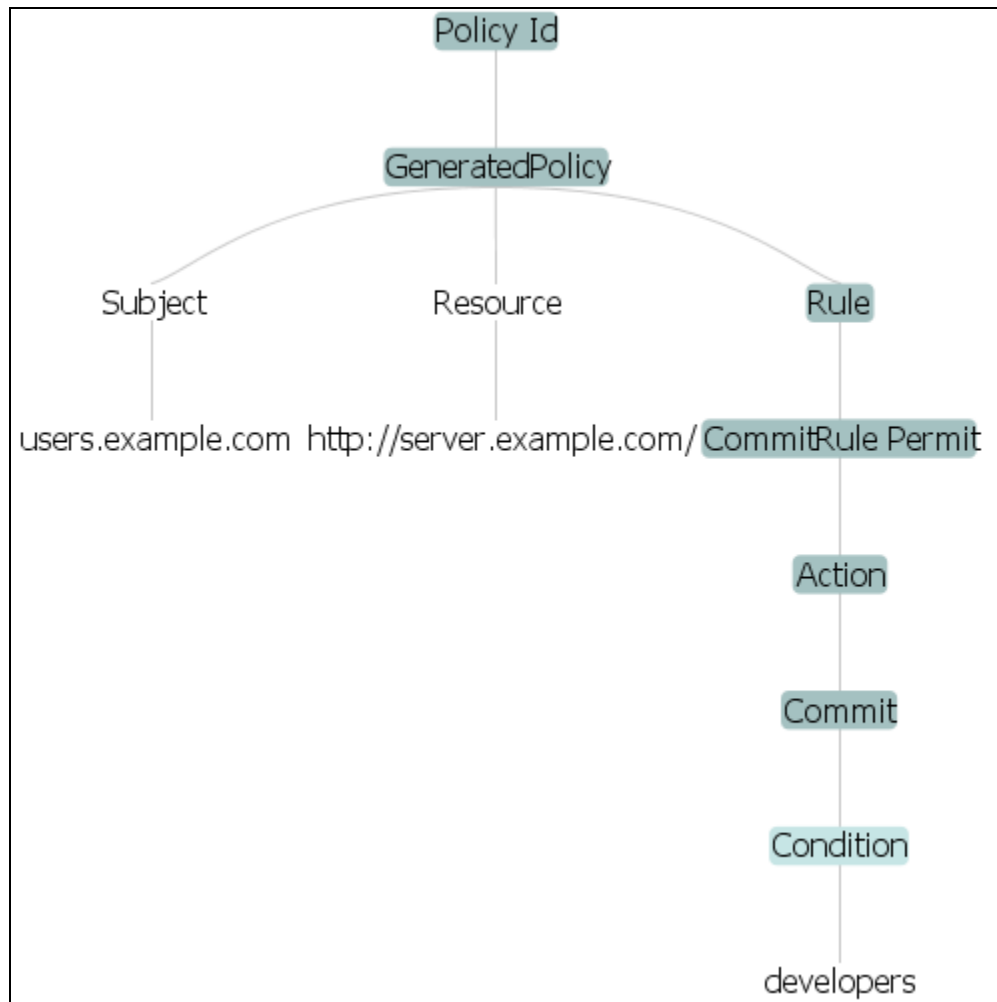 Policy Id
GeneratedPolicy
Subject Resource Rule
users.example.com http://server.example.com/ CommitRule Permit
Action
Commit
Condition
developers